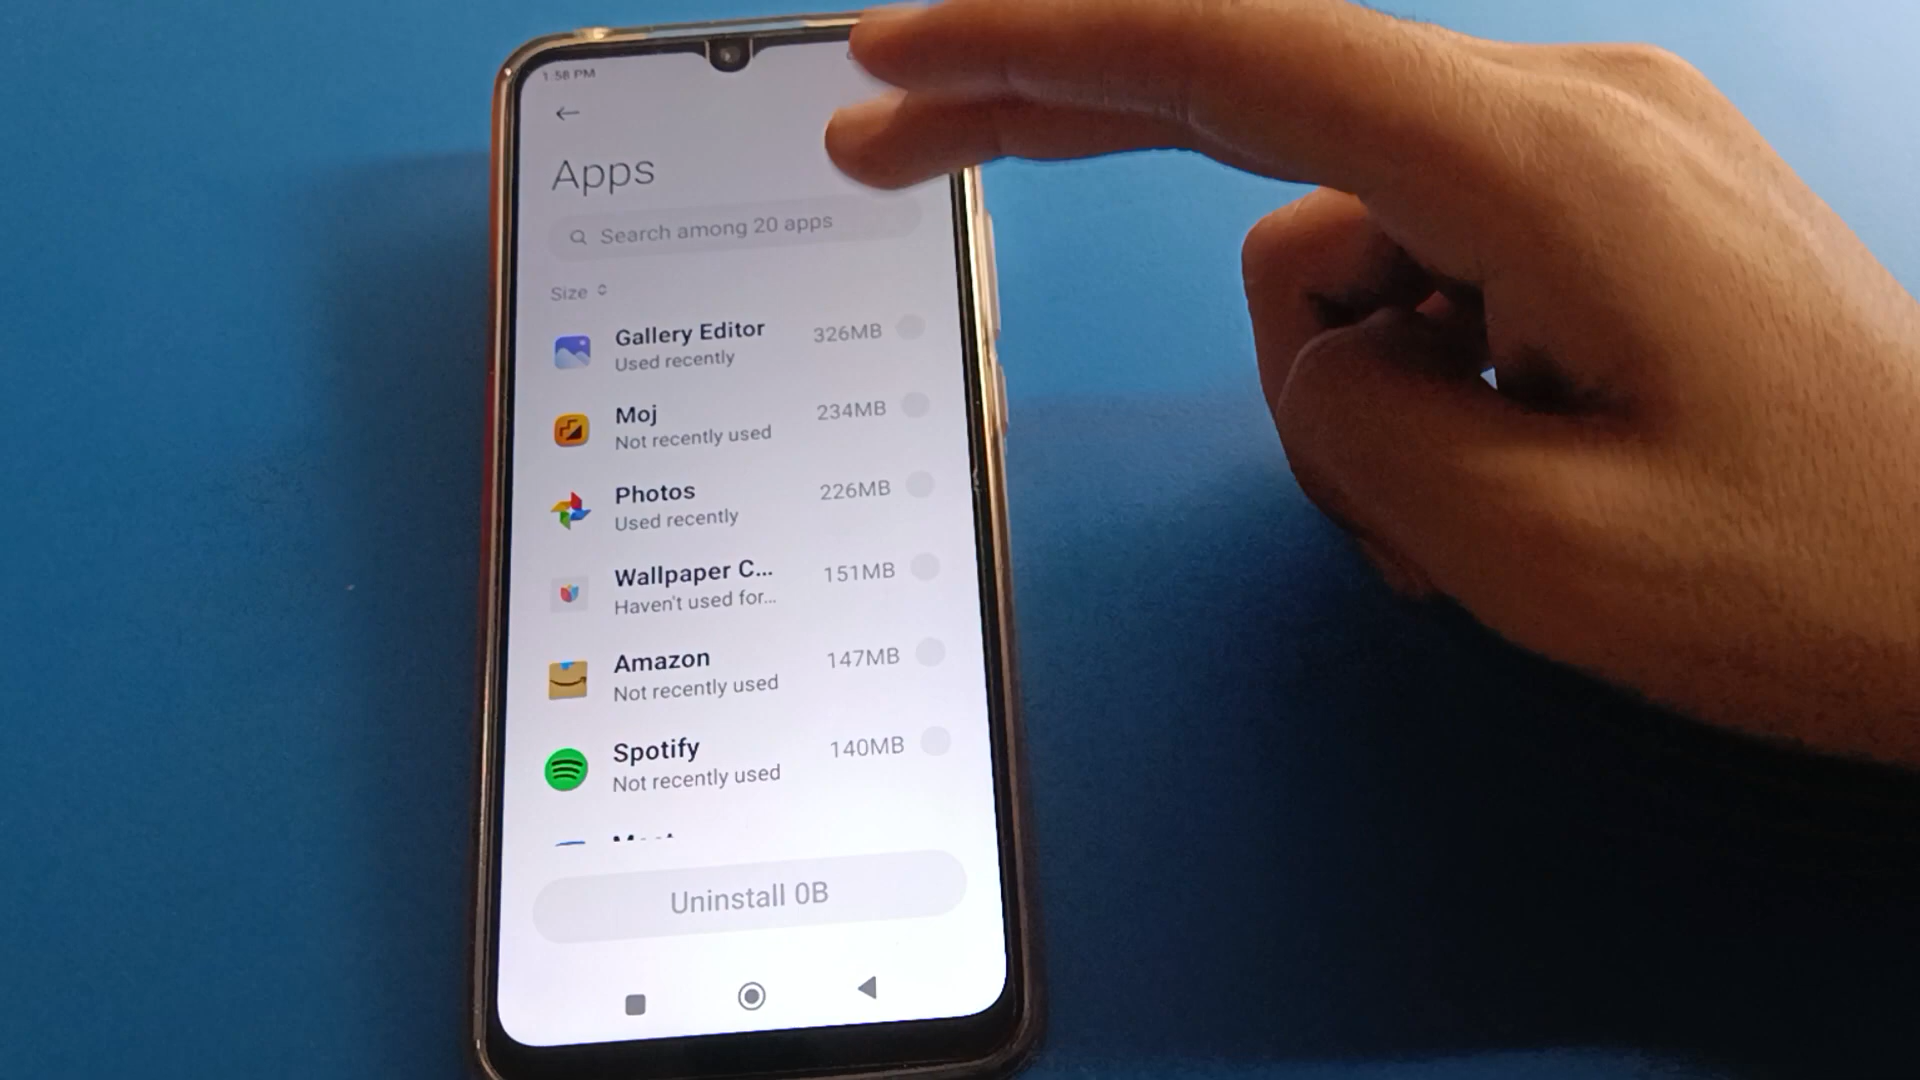 1:58 PM
Apps
Search among 20 apps
Size
Gallery Editor
326MB
Used recently
Moj
234MB
Not recently used
Photos
226MB
Used recently
Wallpaper C...
151MB
Haven't used for...
Amazon
147MB
Not recently used
Spotify
140MB
Not recently used
Uninstall 0B